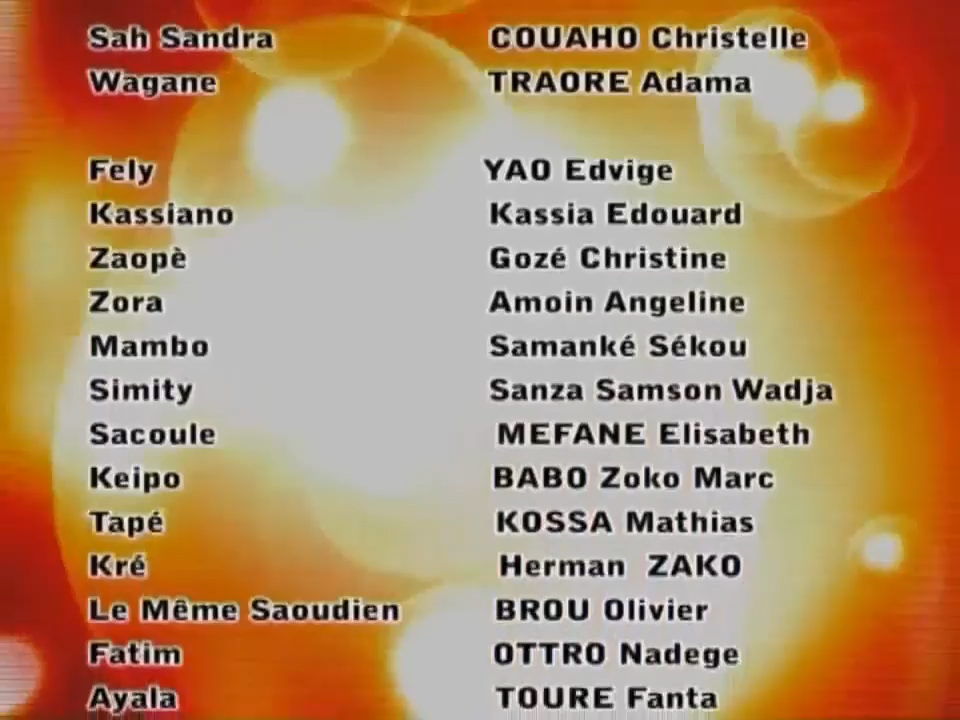 Sah Sandra COUAHO Christelle
Wagane TRAORE Adama
Fely YAO Edvige
Kassiano Kassia Edouard
Zaopè Gozé Christine
Zora Amoin Angeline
Mambo Samanké Sékou
Simity Sanza Samson Wadja
Sacoule MEFANE Elisabeth
Keipo BABO Zoko Marc
Tapé KOSSA Mathias
Kré Herman ZAKO
Le Même Saoudien BROU Olivier
Fatim OTTRO Nadege
Ayala TOURE Fanta